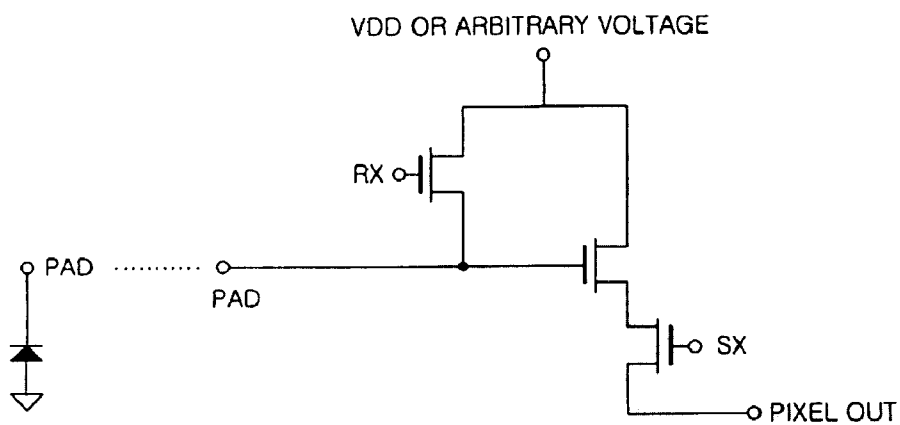 VDD OR ARBITRARY VOLTAGE
RX
PAD
PAD
SX
PIXEL OUT